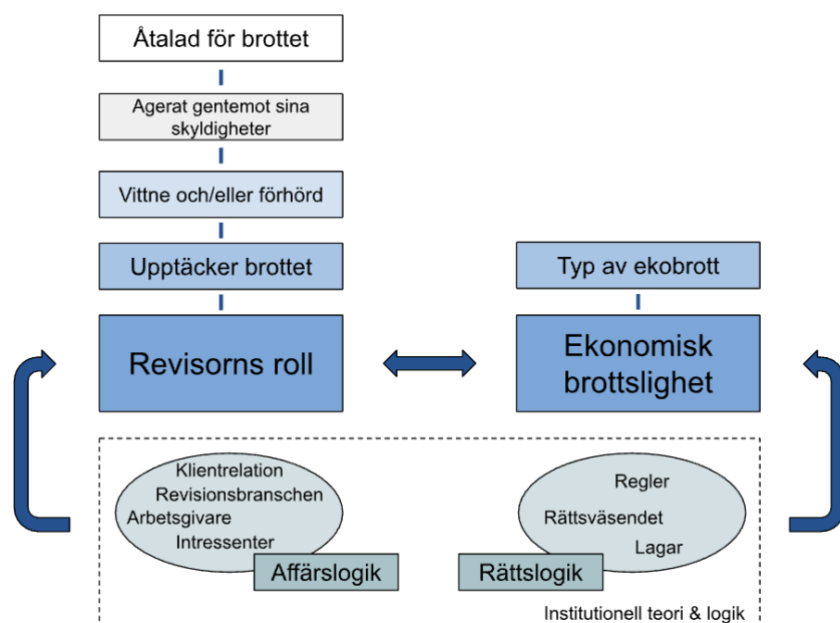 Åtalad för brottet
Agerat gentemot sina
skyldigheter
Vittne och/eller förhörd
Upptäcker brottet
Typ av ekobrott
Revisorns roll
Ekonomisk
brottslighet
Klientrelation
Revisionsbranschen
Arbetsgivare
Intressenter
Affärslogik
Regler
Rättsväsendet
Lagar
Rättslogik
Institutionell teori & logik